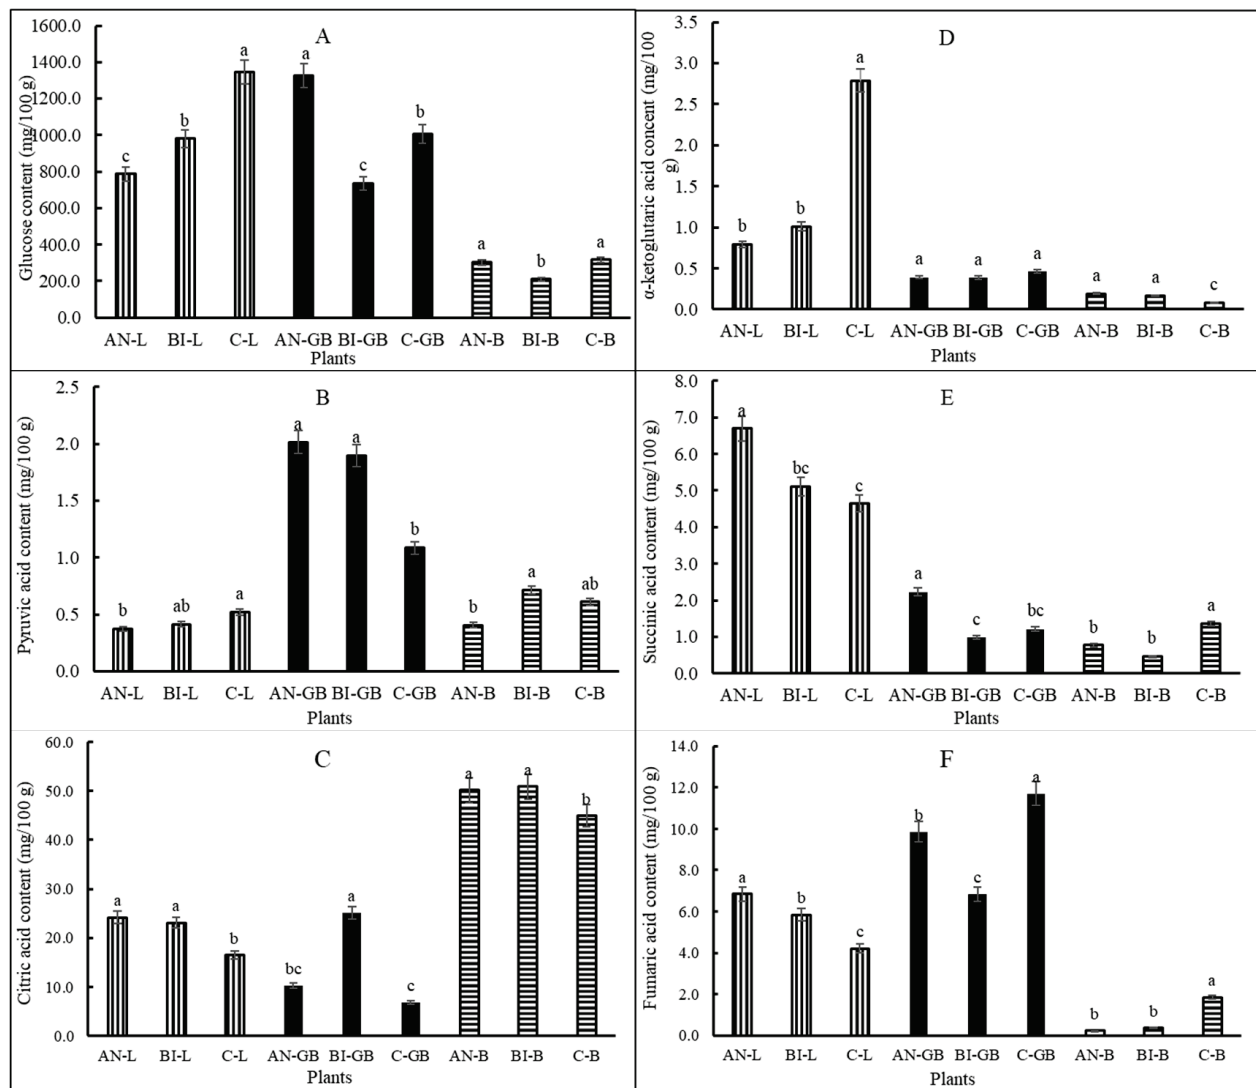 A
Glucose content (mg/100 g)
1600.0
1400.0
1200.0
1000.0
800.0
600.0
400.0
200.0
0.0
c
b
a
a
c
b
a
b
a
AN-L BI-L C-L AN-GB BI-GB C-GB AN-B BI-B C-B
Plants
D
α-ketoglutaric acid concent (mg/100
g)
3.5
3.0
2.5
2.0
1.5
1.0
0.5
0.0
b
b
a
a
a
a
a
a
c
AN-L BI-L C-L AN-GB BI-GB C-GB AN-B BI-B C-B
Plants
B
Pyruvic acid content (mg/100 g)
2.5
2.0
1.5
1.0
0.5
0.0
b
ab
a
a
a
b
b
a
ab
AN-L BI-L C-L AN-GB BI-GB C-GB AN-B BI-B C-B
Plants
E
Succinic acid content (mg/100 g)
8.0
7.0
6.0
5.0
4.0
3.0
2.0
1.0
0.0
a
bc
c
a
c
bc
b
b
a
AN-L BI-L C-L AN-GB BI-GB C-GB AN-B BI-B C-B
Plants
C
Citric acid content (mg/100 g)
60.0
50.0
40.0
30.0
20.0
10.0
0.0
a
a
b
bc
a
c
a
a
b
AN-L BI-L C-L AN-GB BI-GB C-GB AN-B BI-B C-B
Plants
F
Fumaric acid content (mg/100 g)
14.0
12.0
10.0
8.0
6.0
4.0
2.0
0.0
a
b
c
b
c
a
b
b
a
AN-L BI-L C-L AN-GB BI-GB C-GB AN-B BI-B C-B
Plants